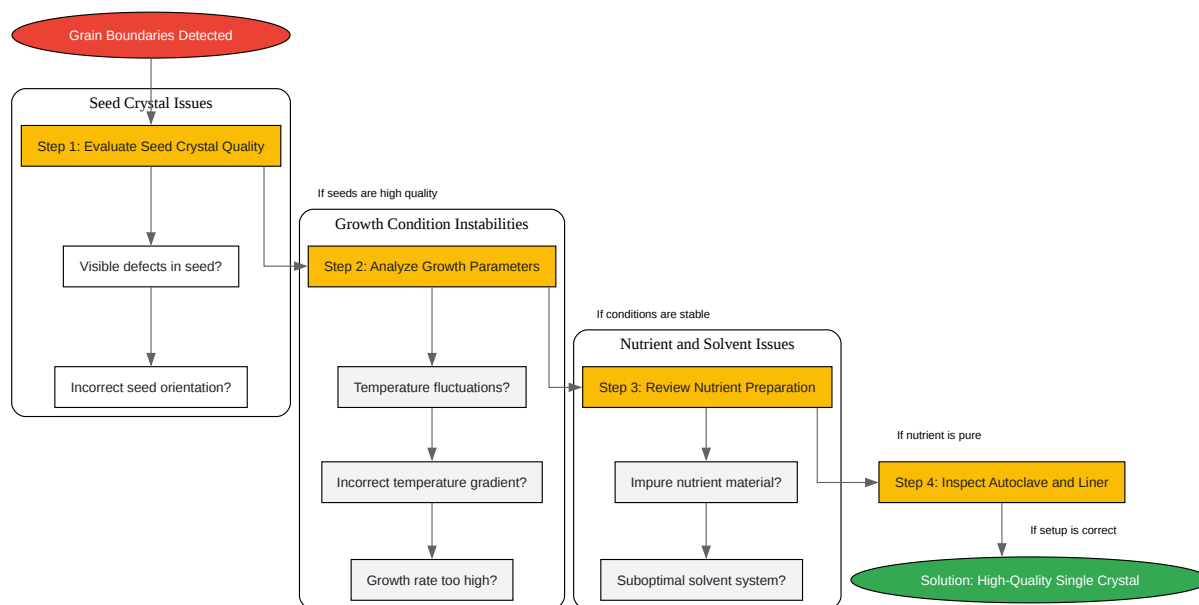 Grain Boundaries Detected
Seed Crystal Issues
Step 1: Evaluate Seed Crystal Quality
Visible defects in seed?
Incorrect seed orientation?
If seeds are high quality
Growth Condition Instabilities
Step 2: Analyze Growth Parameters
Temperature fluctuations?
Incorrect temperature gradient?
Growth rate too high?
If conditions are stable
Nutrient and Solvent Issues
Step 3: Review Nutrient Preparation
Impure nutrient material?
Suboptimal solvent system?
If nutrient is pure
Step 4: Inspect Autoclave and Liner
If setup is correct
Solution: High-Quality Single Crystal